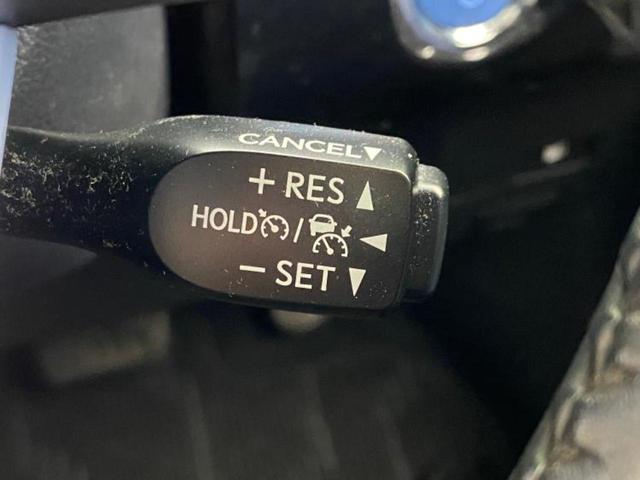 CANCEL▼
+ RES ▲
HOLD / ◀
− SET ▼